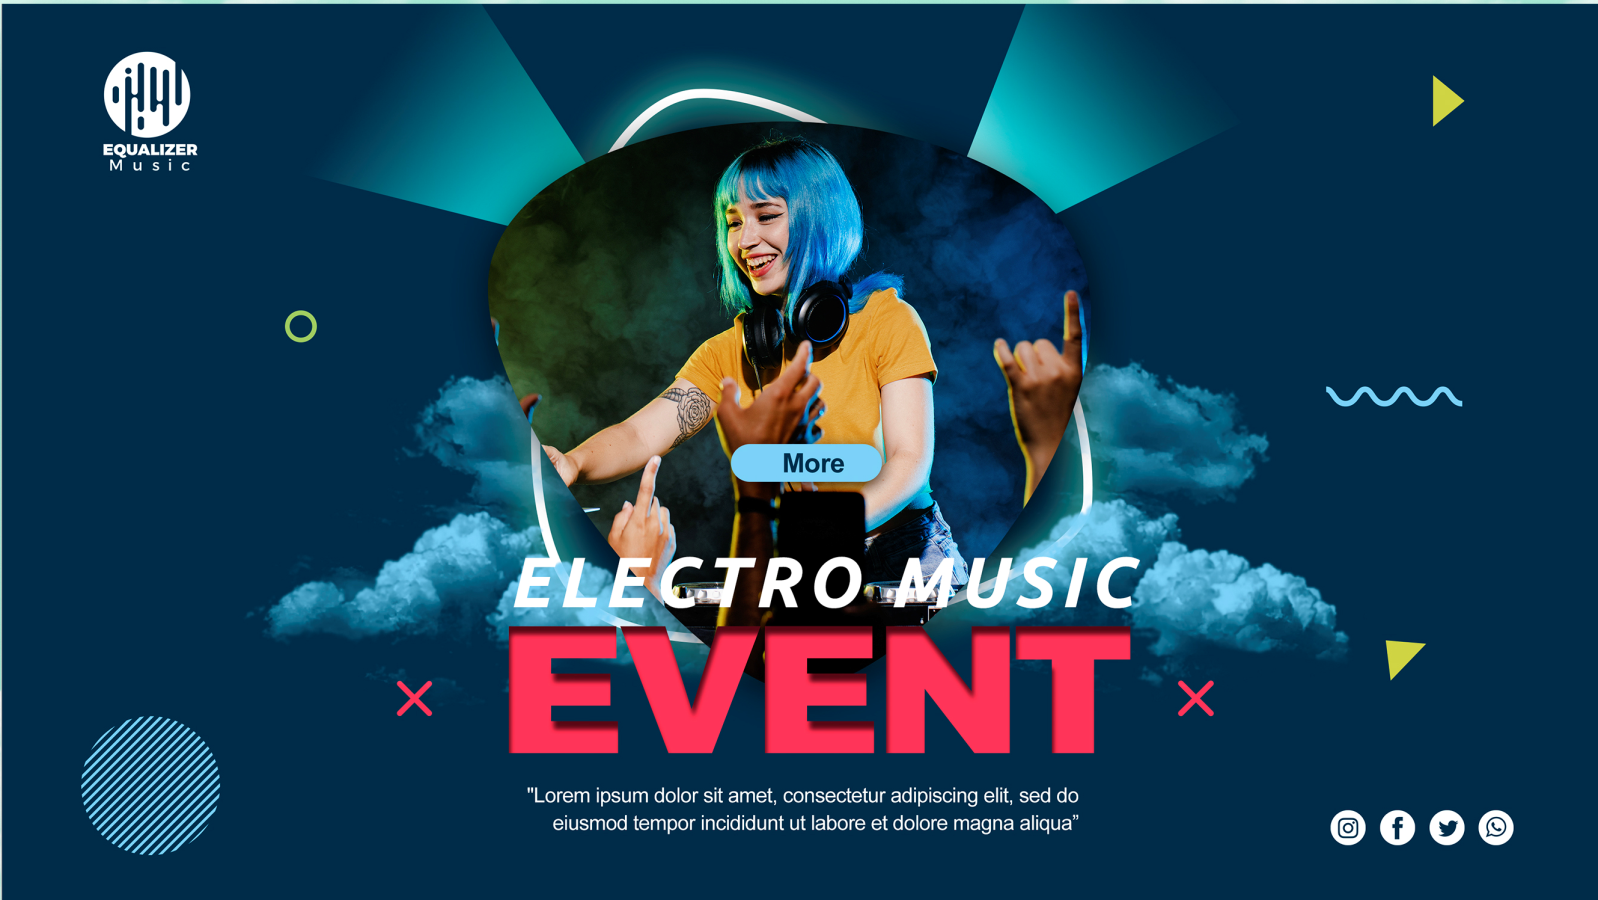 EQUALIZER
Music
More
ELECTRO MUSIC
EVENT
"Lorem ipsum dolor sit amet, consectetur adipiscing elit, sed do
eiusmod tempor incididunt ut labore et dolore magna aliqua”